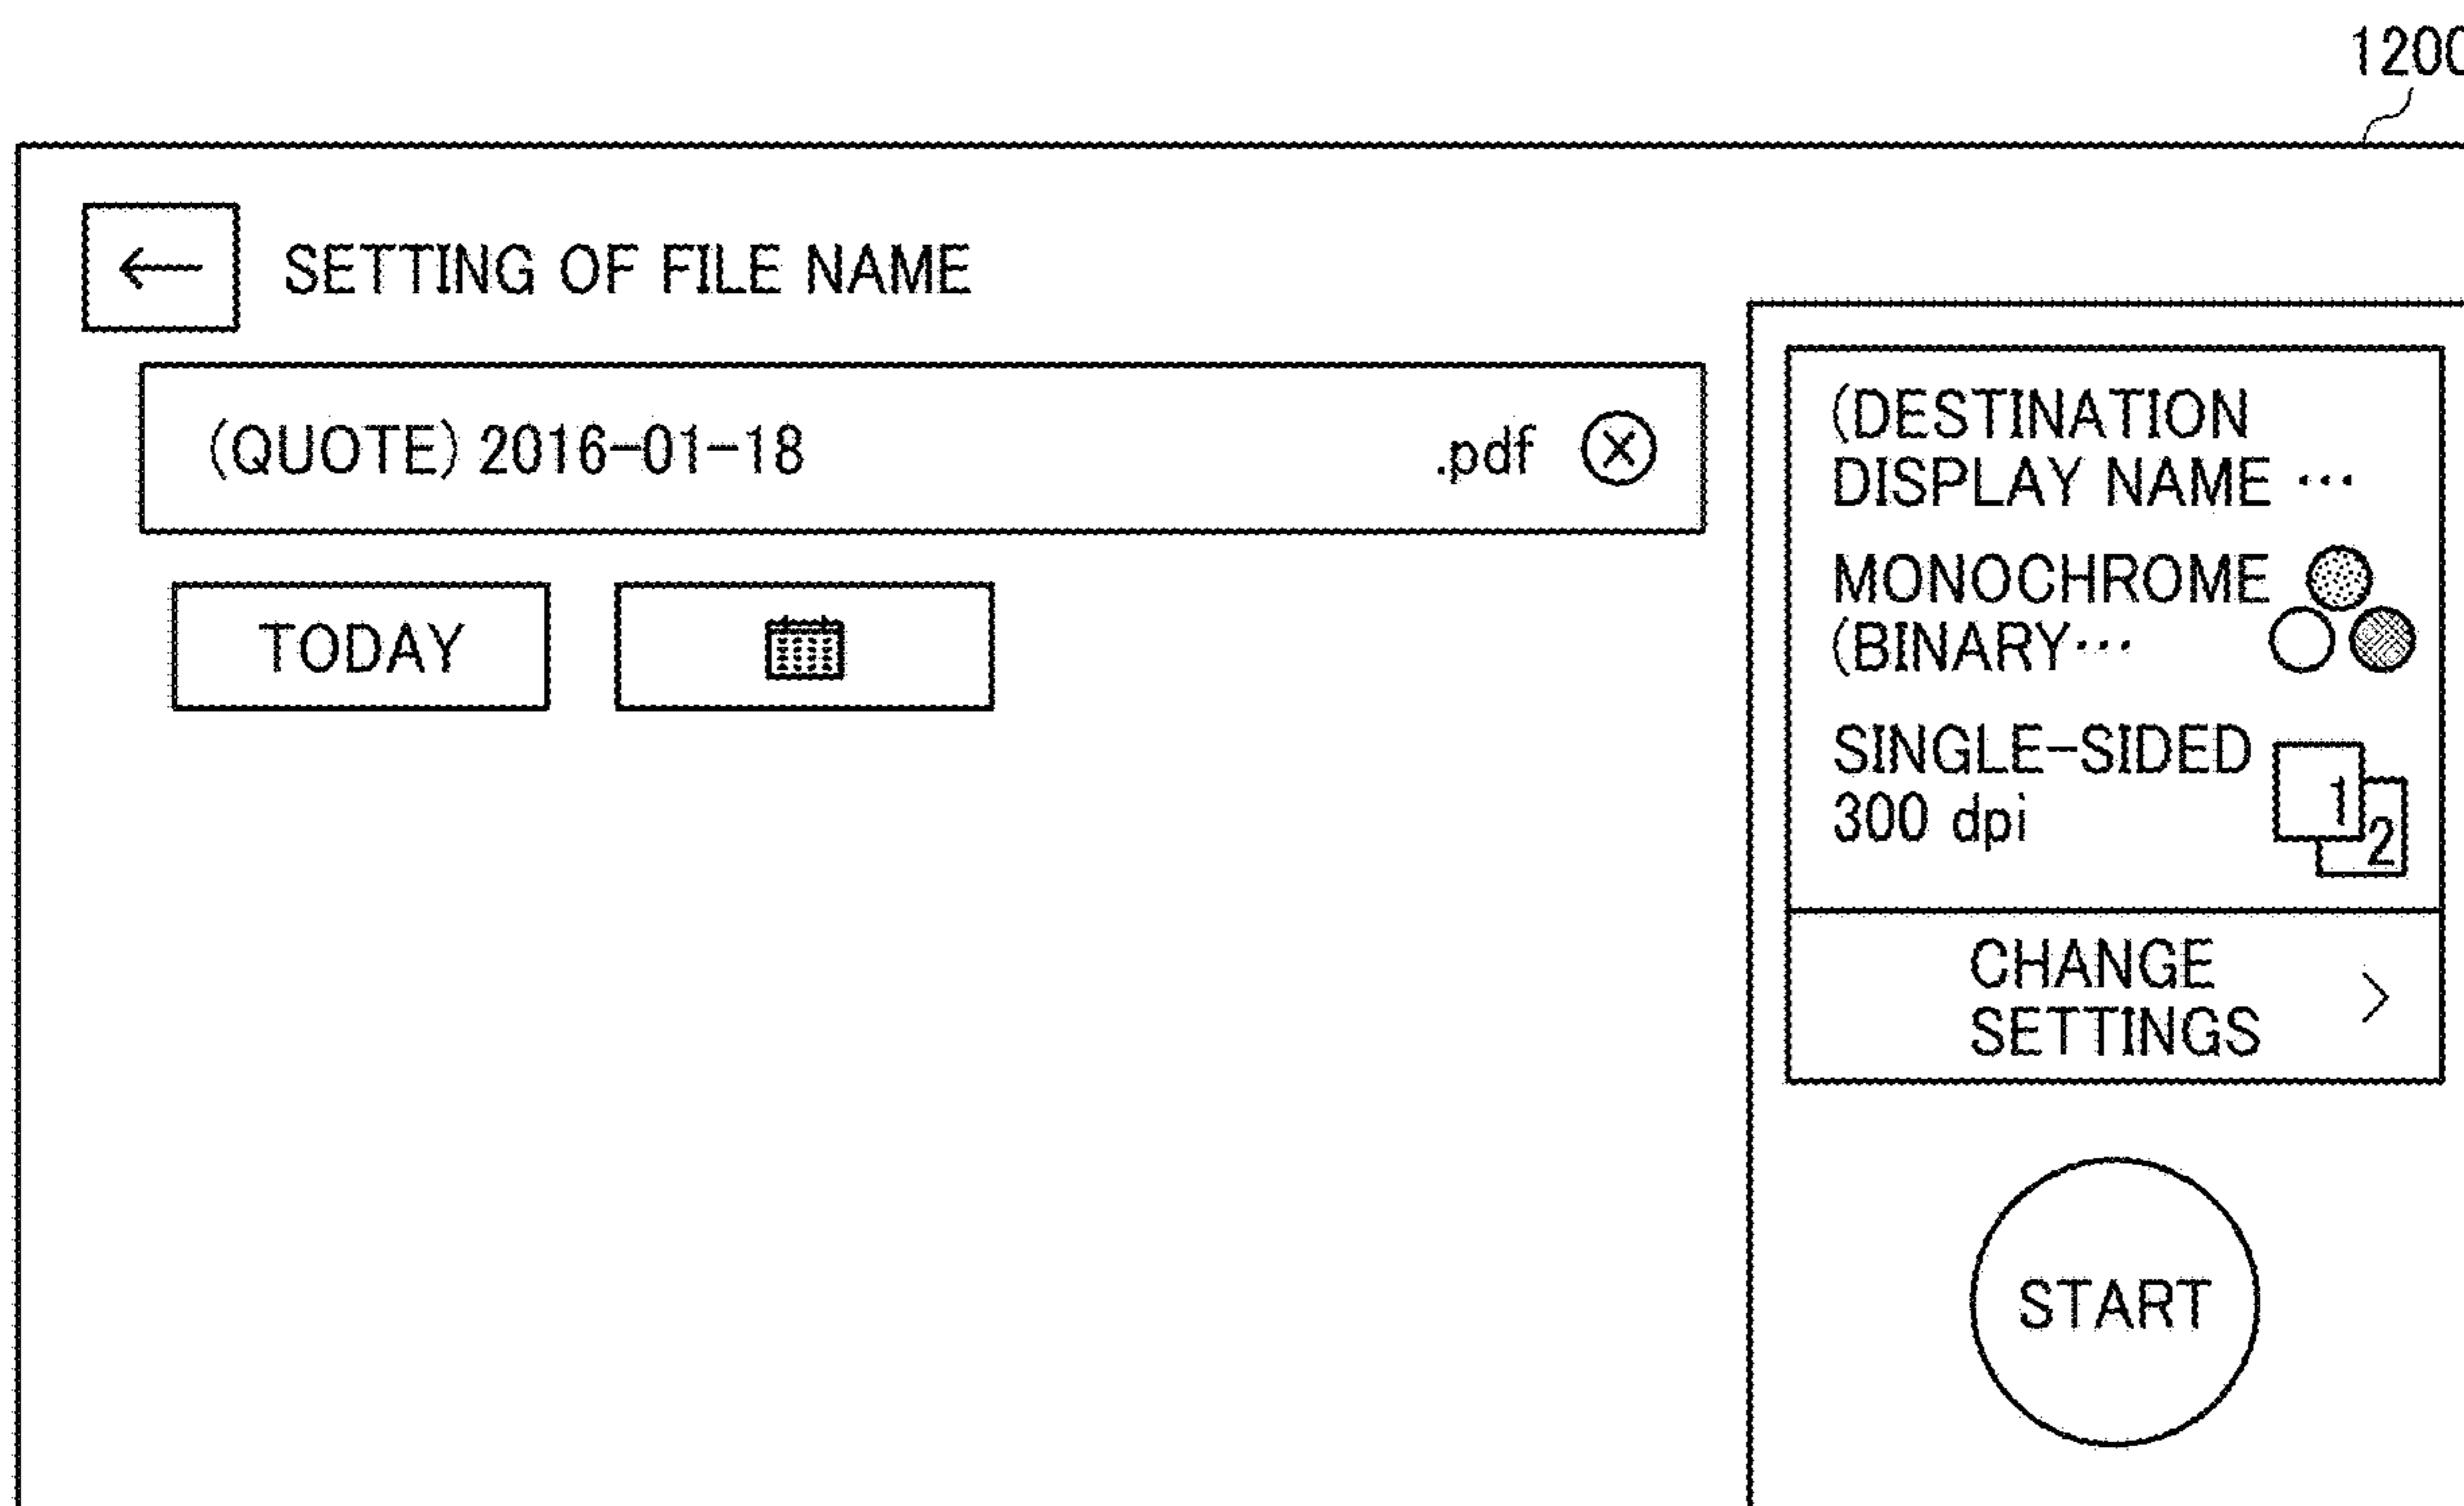 1200
← SETTING OF FILE NAME
(QUOTE) 2016-01-18 .pdf
TODAY
(DESTINATION
DISPLAY NAME ···
MONOCHROME
(BINARY···
SINGLE-SIDED
300 dpi
1
2
CHANGE
SETTINGS >
START